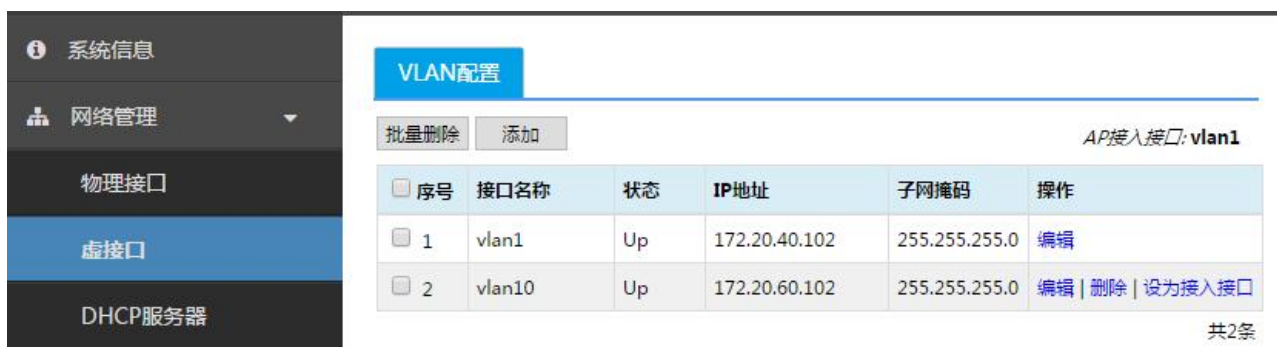 系统信息
网络管理
物理接口
虚接口
DHCP服务器
VLAN配置
批量删除 添加 AP接入接口: vlan1
序号 接口名称 状态 IP地址 子网掩码 操作
1 vlan1 Up 172.20.40.102 255.255.255.0 编辑
2 vlan10 Up 172.20.60.102 255.255.255.0 编辑 | 删除 | 设为接入接口
共2条